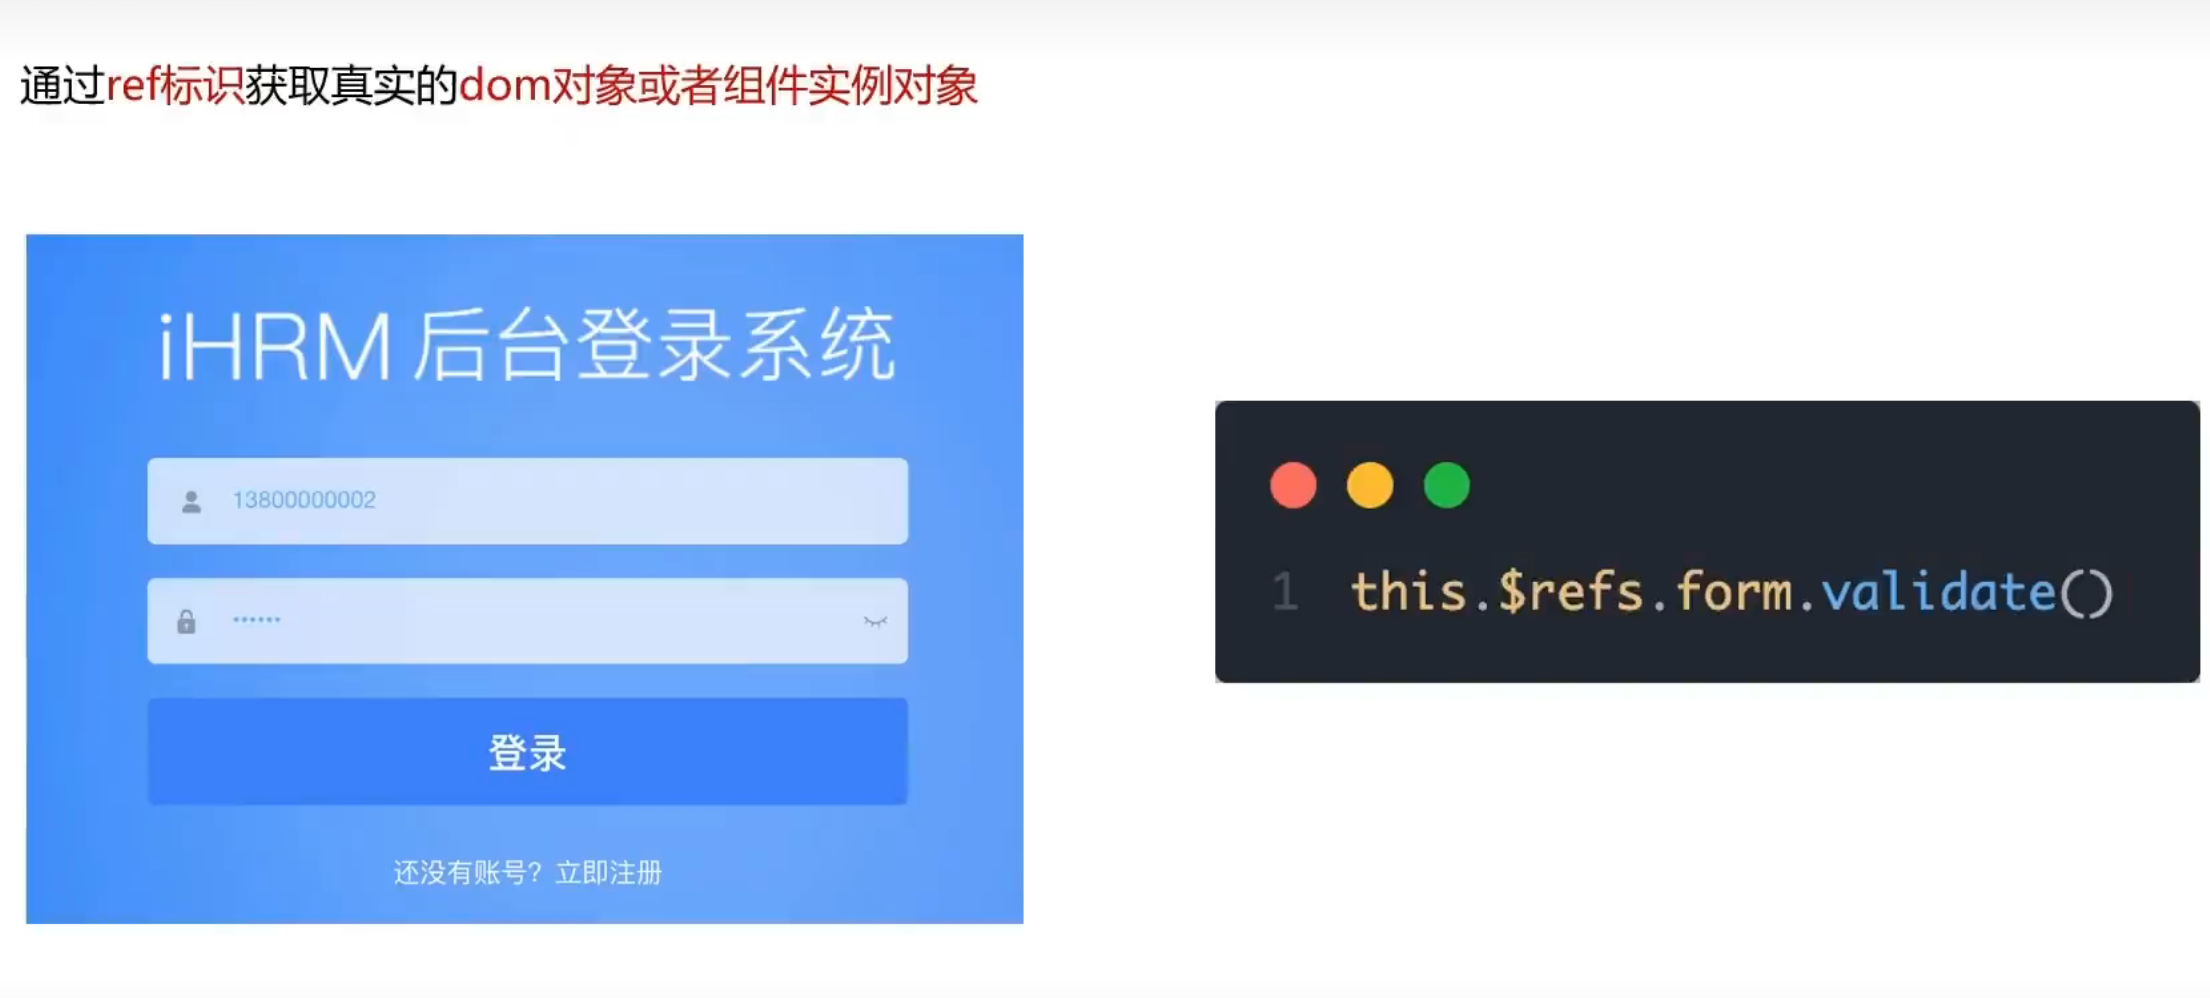 通过ref标识获取真实的dom对象或者组件实例对象
iHRM 后台登录系统
13800000002
••••••
登录
还没有账号？立即注册
1 this.$refs.form.validate()